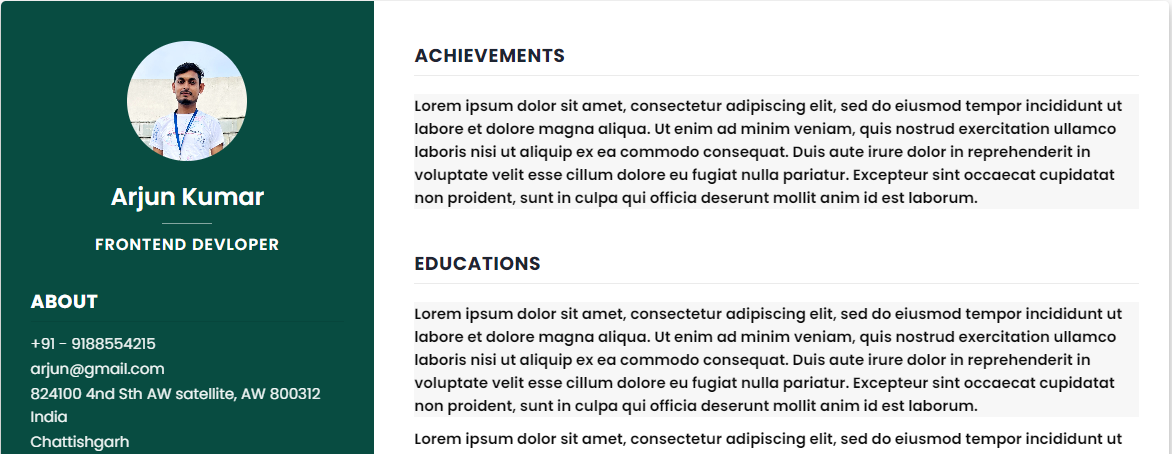 Arjun Kumar
FRONTEND DEVLOPER
ABOUT
+91 - 9188554215
arjun@gmail.com
824100 4nd Sth AW satellite, AW 800312
India
Chattishgarh
ACHIEVEMENTS
Lorem ipsum dolor sit amet, consectetur adipiscing elit, sed do eiusmod tempor incididunt ut
labore et dolore magna aliqua. Ut enim ad minim veniam, quis nostrud exercitation ullamco
laboris nisi ut aliquip ex ea commodo consequat. Duis aute irure dolor in reprehenderit in
voluptate velit esse cillum dolore eu fugiat nulla pariatur. Excepteur sint occaecat cupidatat
non proident, sunt in culpa qui officia deserunt mollit anim id est laborum.
EDUCATIONS
Lorem ipsum dolor sit amet, consectetur adipiscing elit, sed do eiusmod tempor incididunt ut
labore et dolore magna aliqua. Ut enim ad minim veniam, quis nostrud exercitation ullamco
laboris nisi ut aliquip ex ea commodo consequat. Duis aute irure dolor in reprehenderit in
voluptate velit esse cillum dolore eu fugiat nulla pariatur. Excepteur sint occaecat cupidatat
non proident, sunt in culpa qui officia deserunt mollit anim id est laborum.
Lorem ipsum dolor sit amet, consectetur adipiscing elit, sed do eiusmod tempor incididunt ut